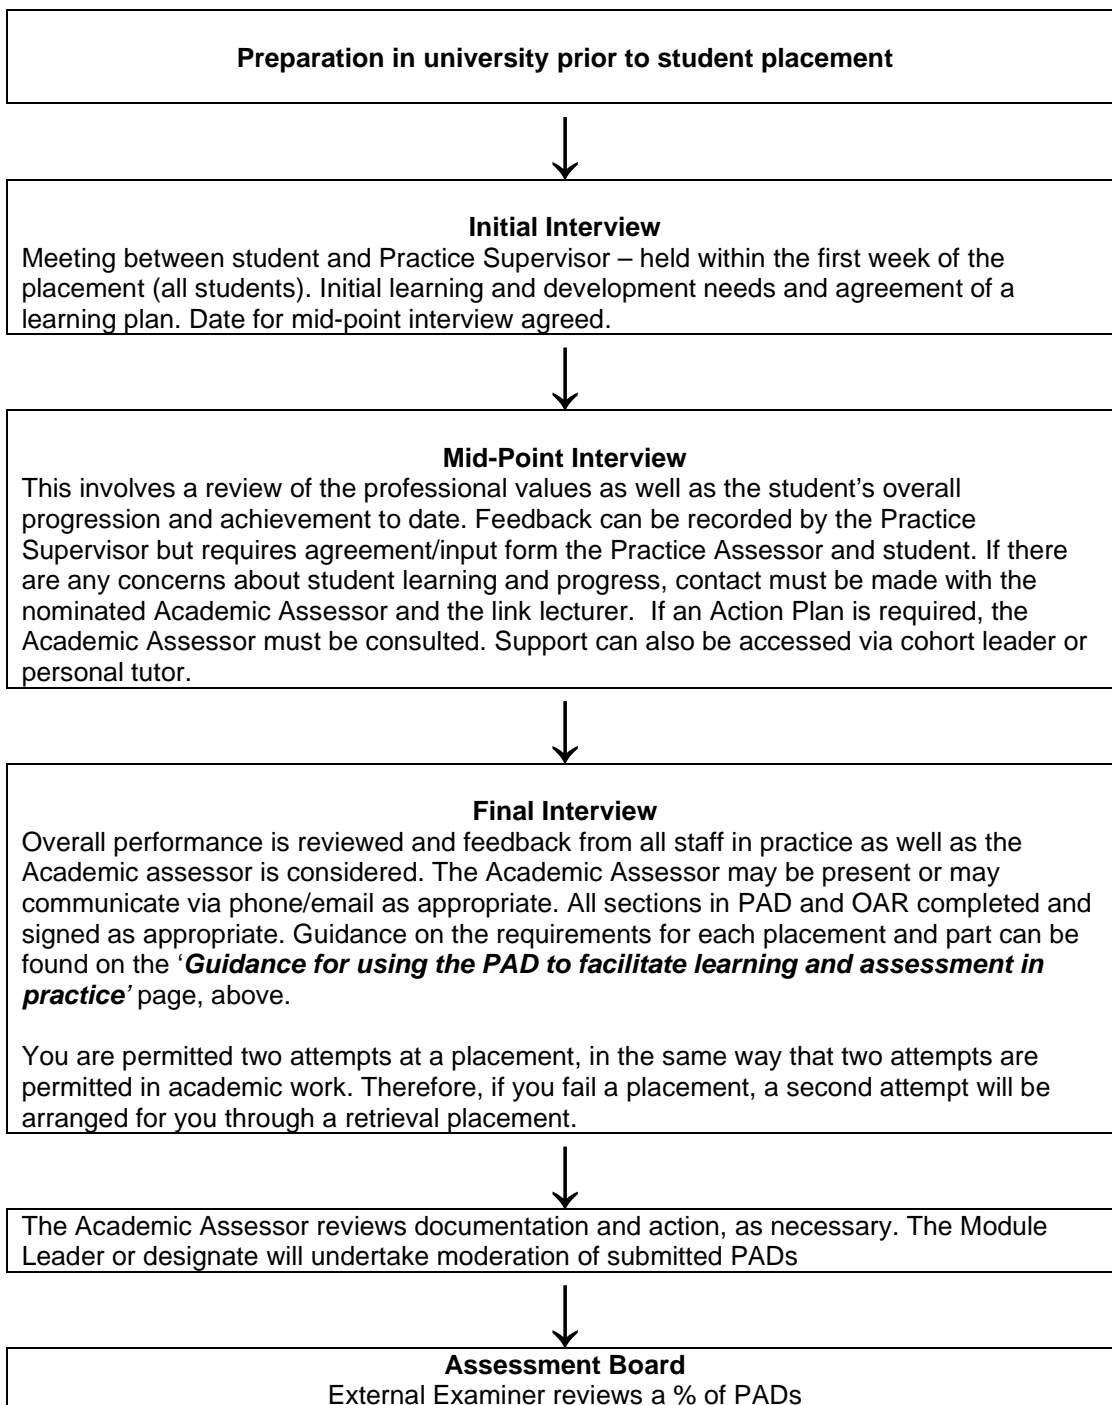 Preparation in university prior to student placement
Initial Interview
Meeting between student and Practice Supervisor – held within the first week of the
placement (all students). Initial learning and development needs and agreement of a
learning plan. Date for mid-point interview agreed.
Mid-Point Interview
This involves a review of the professional values as well as the student’s overall
progression and achievement to date. Feedback can be recorded by the Practice
Supervisor but requires agreement/input form the Practice Assessor and student. If there
are any concerns about student learning and progress, contact must be made with the
nominated Academic Assessor and the link lecturer.  If an Action Plan is required, the
Academic Assessor must be consulted. Support can also be accessed via cohort leader or
personal tutor.
Final Interview
Overall performance is reviewed and feedback from all staff in practice as well as the
Academic assessor is considered. The Academic Assessor may be present or may
communicate via phone/email as appropriate. All sections in PAD and OAR completed and
signed as appropriate. Guidance on the requirements for each placement and part can be
found on the ‘Guidance for using the PAD to facilitate learning and assessment in
practice’ page, above.
You are permitted two attempts at a placement, in the same way that two attempts are
permitted in academic work. Therefore, if you fail a placement, a second attempt will be
arranged for you through a retrieval placement.
The Academic Assessor reviews documentation and action, as necessary. The Module
Leader or designate will undertake moderation of submitted PADs
Assessment Board
External Examiner reviews a % of PADs